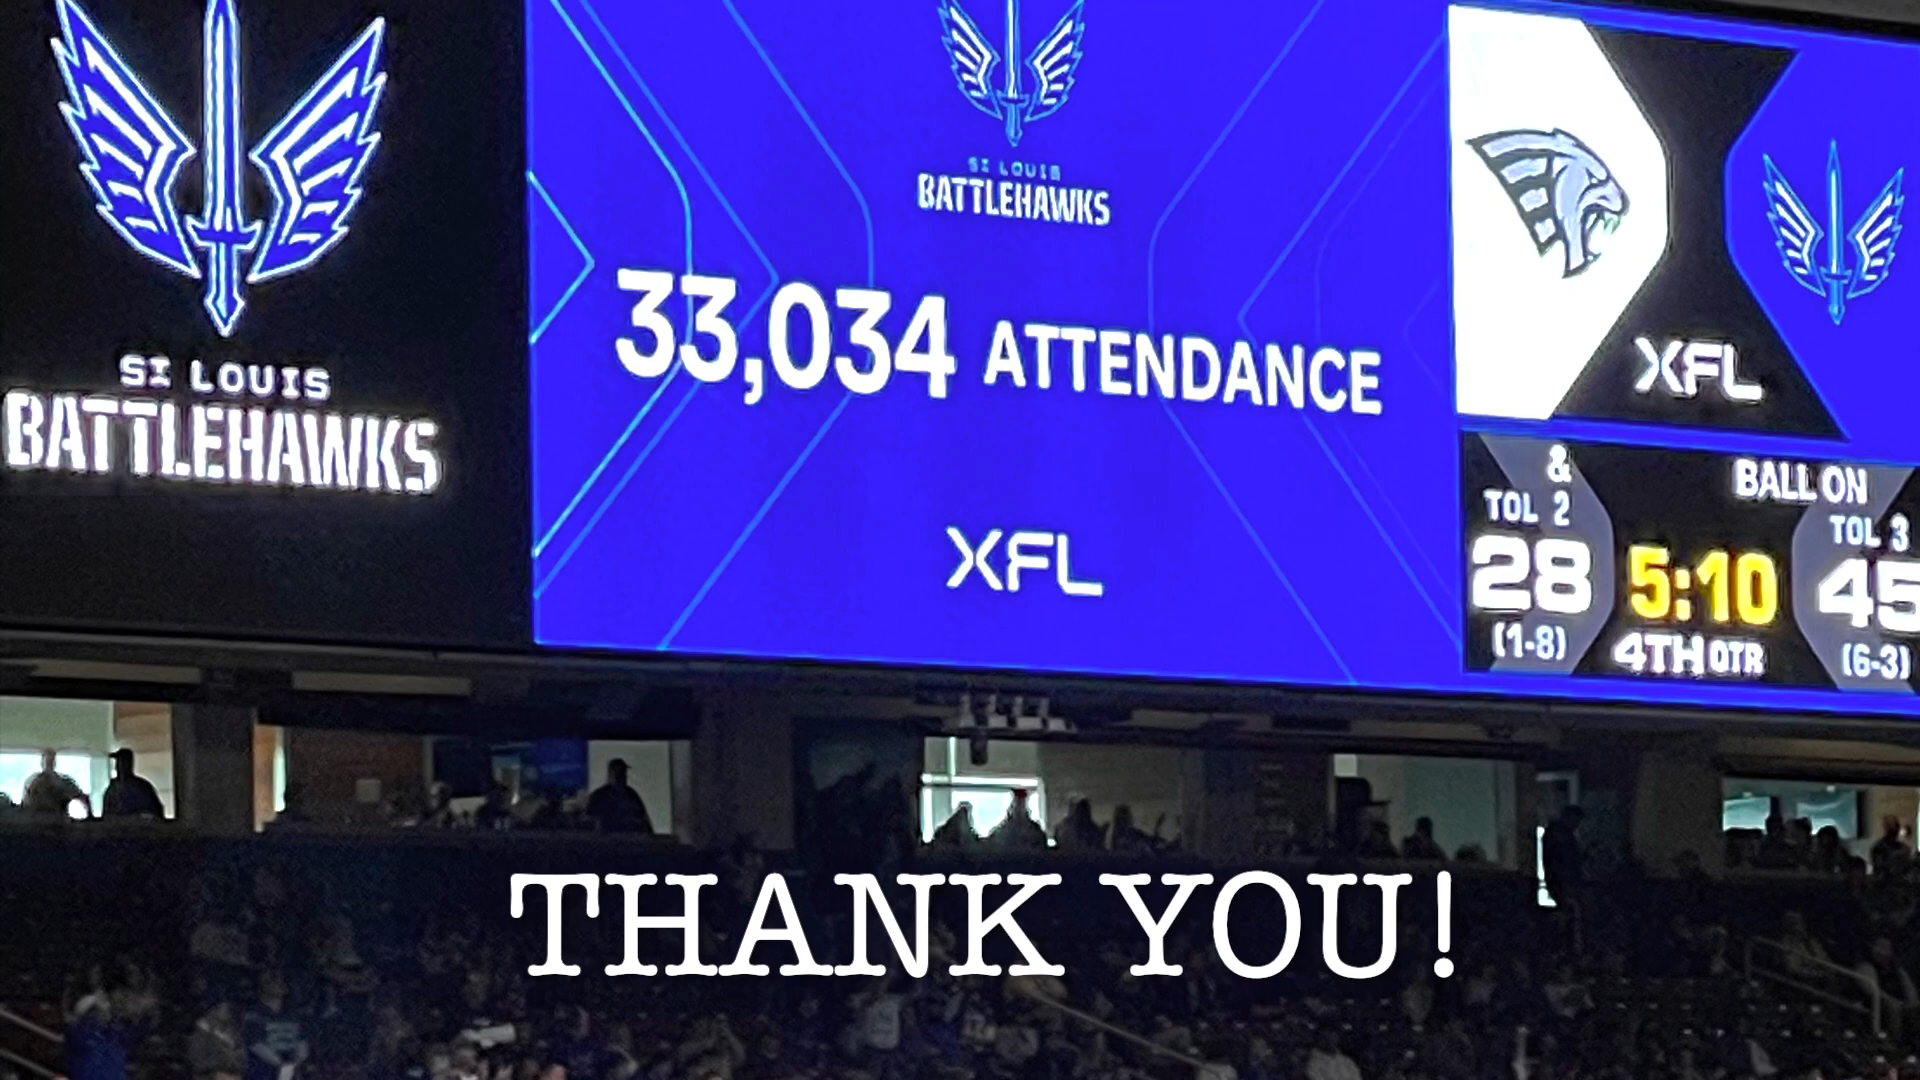 ST LOUIS
BATTLEHAWKS
ST LOUIS
BATTLEHAWKS
33,034 ATTENDANCE
XFL
XFL
& BALL ON
TOL 2 TOL 3
28 5:10 45
(1-8) 4TH QTR (6-3)
THANK YOU!